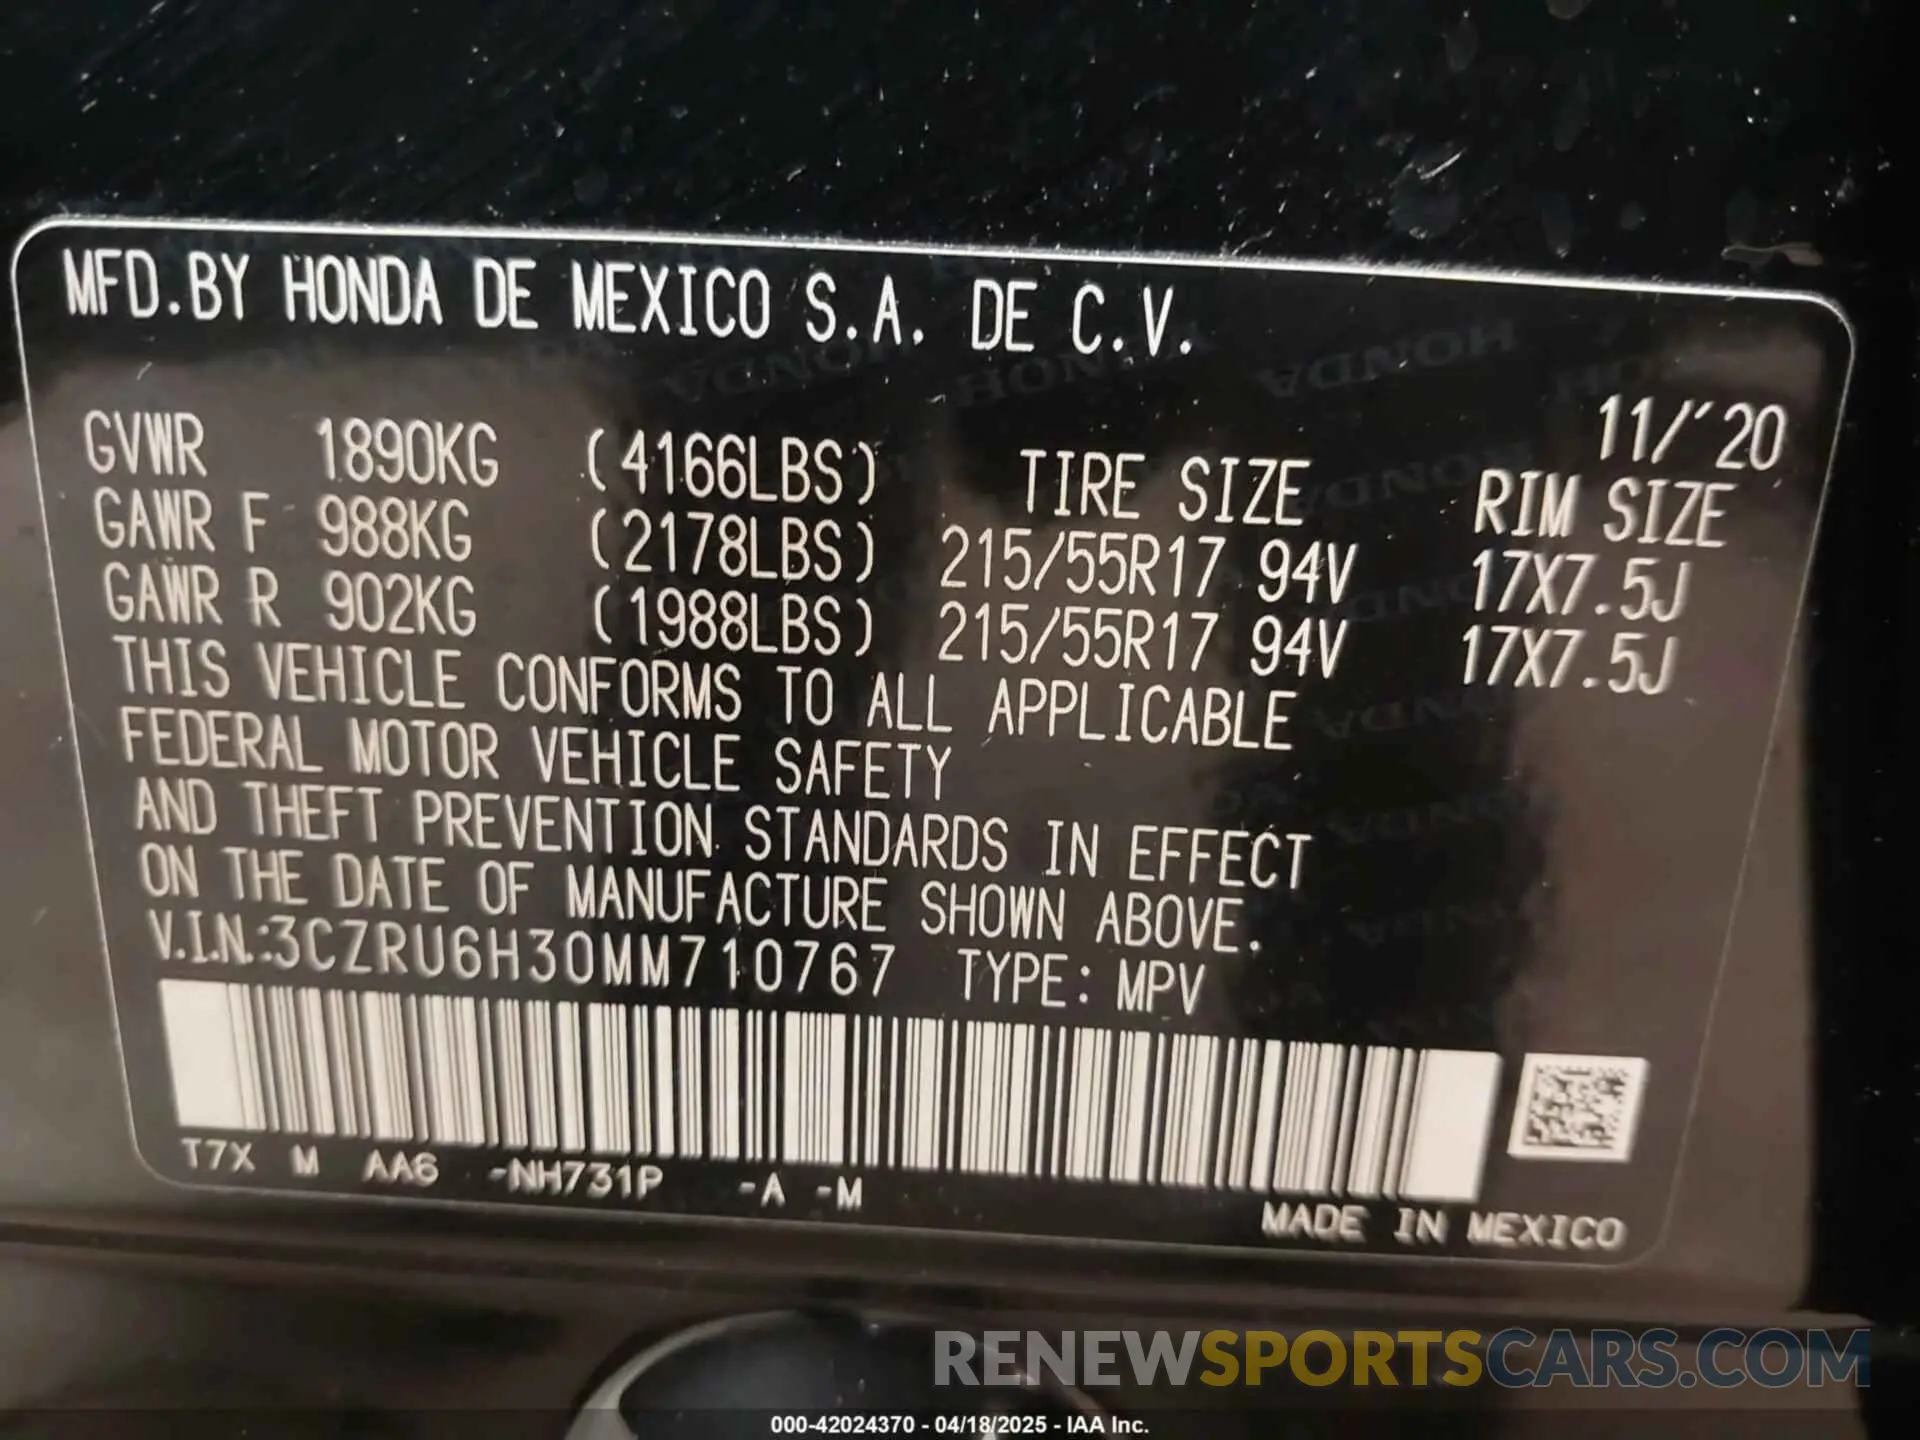 MFD.BY HONDA DE MEXICO S.A. DE C.V.
11/'20
GVWR 1890KG (4166LBS) TIRE SIZE RIM SIZE
GAWR F 988KG (2178LBS) 215/55R17 94V 17X7.5J
GAWR R 902KG (1988LBS) 215/55R17 94V 17X7.5J
THIS VEHICLE CONFORMS TO ALL APPLICABLE
FEDERAL MOTOR VEHICLE SAFETY
AND THEFT PREVENTION STANDARDS IN EFFECT
ON THE DATE OF MANUFACTURE SHOWN ABOVE.
V.I.N.:3CZRU6H30MM710767 TYPE: MPV
T7X M AA6 -NH731P -A -M
MADE IN MEXICO
RENEWSPORTSCARS.COM
000-42024370 - 04/18/2025 - IAA Inc.